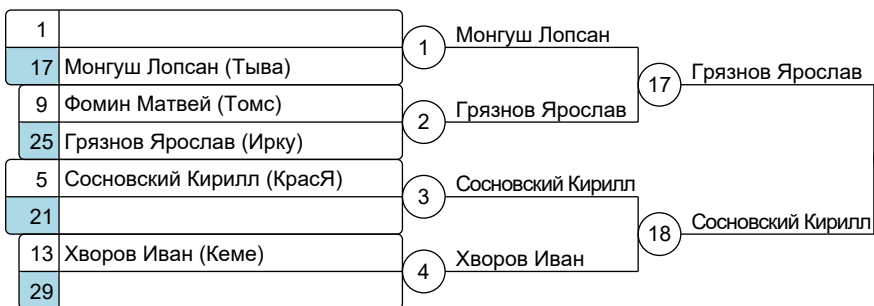 1
17 Монгуш Лопсан (Тыва)
1
Монгуш Лопсан
9 Фомин Матвей (Томс)
25 Грязнов Ярослав (Ирку)
2
Грязнов Ярослав
17
Грязнов Ярослав
5 Сосновский Кирилл (КрасЯ)
21
3
Сосновский Кирилл
13 Хворов Иван (Кеме)
29
4
Хворов Иван
18
Сосновский Кирилл